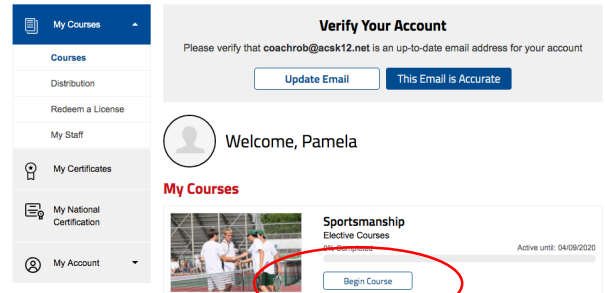 My Courses
Courses
Distribution
Redeem a License
My Staff
My Certificates
My National
Certification
My Account
Verify Your Account
Please verify that coachrob@acsk12.net is an up-to-date email address for your account
Update Email
This Email is Accurate
Welcome, Pamela
My Courses
Sportsmanship
Elective Courses
0% Completed
Active until: 04/09/2020
Begin Course